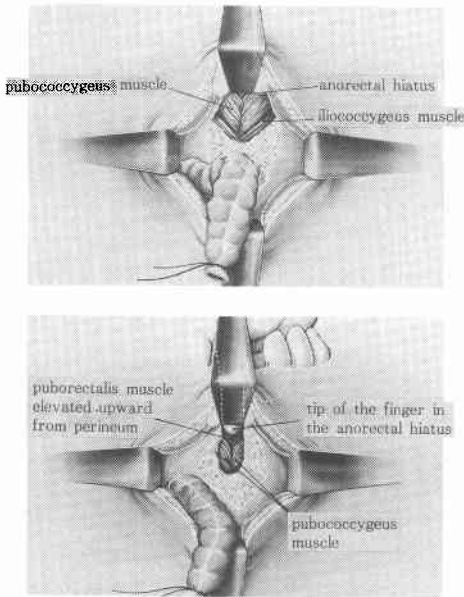 pubococcygeus muscle
anorectal hiatus
iliococcygeus muscle
puborectalis muscle
elevated upward
from perineum
tip of the finger in
the anorectal hiatus
pubococcygeus
muscle